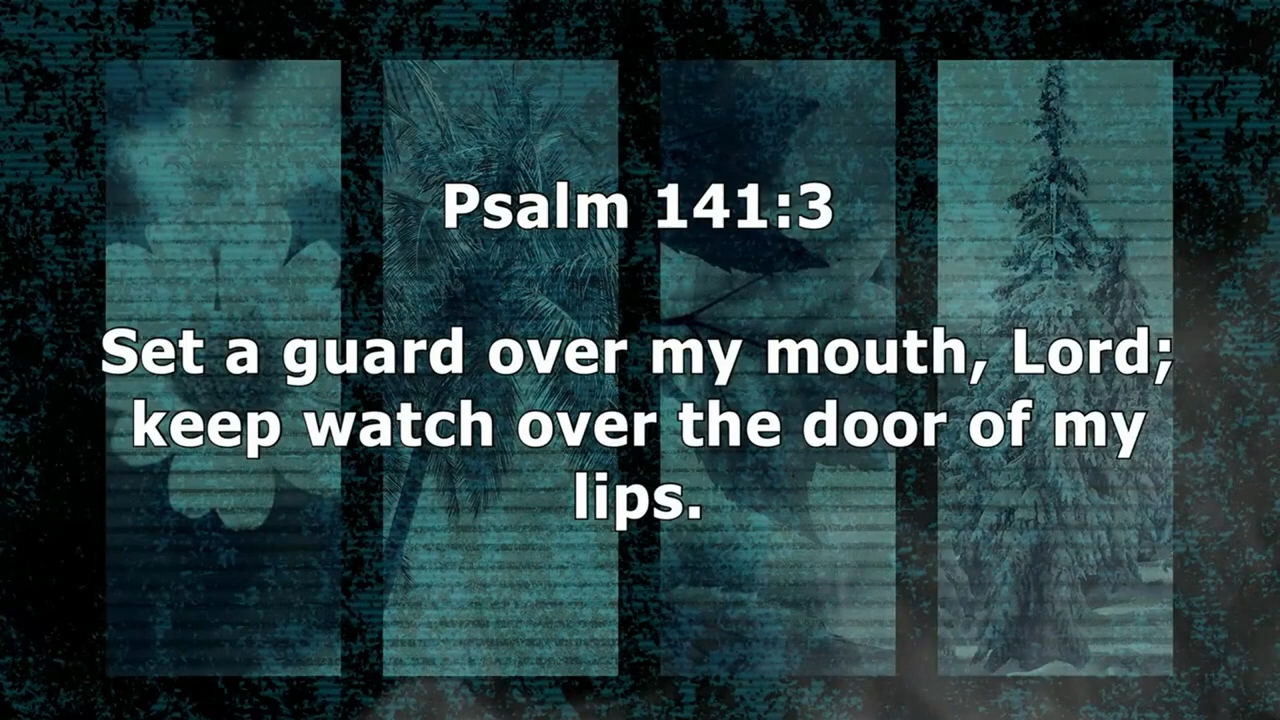 Psalm 141:3
Set a guard over my mouth, Lord;
keep watch over the door of my
lips.